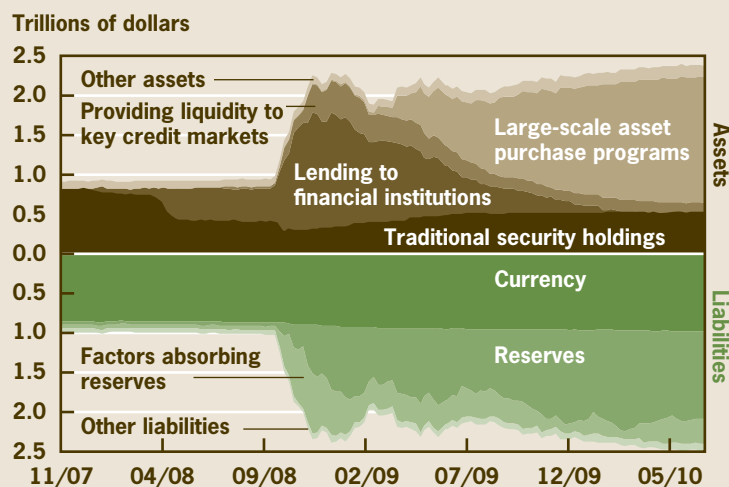 Trillions of dollars
2.5
2.0
1.5
1.0
0.5
0.0
0.5
1.0
1.5
2.0
2.5
Other assets
Providing liquidity to
key credit markets
Large-scale asset
purchase programs
Lending to
financial institutions
Traditional security holdings
Currency
Reserves
Factors absorbing
reserves
Other liabilities
Assets
Liabilities
11/07 04/08 09/08 02/09 07/09 12/09 05/10